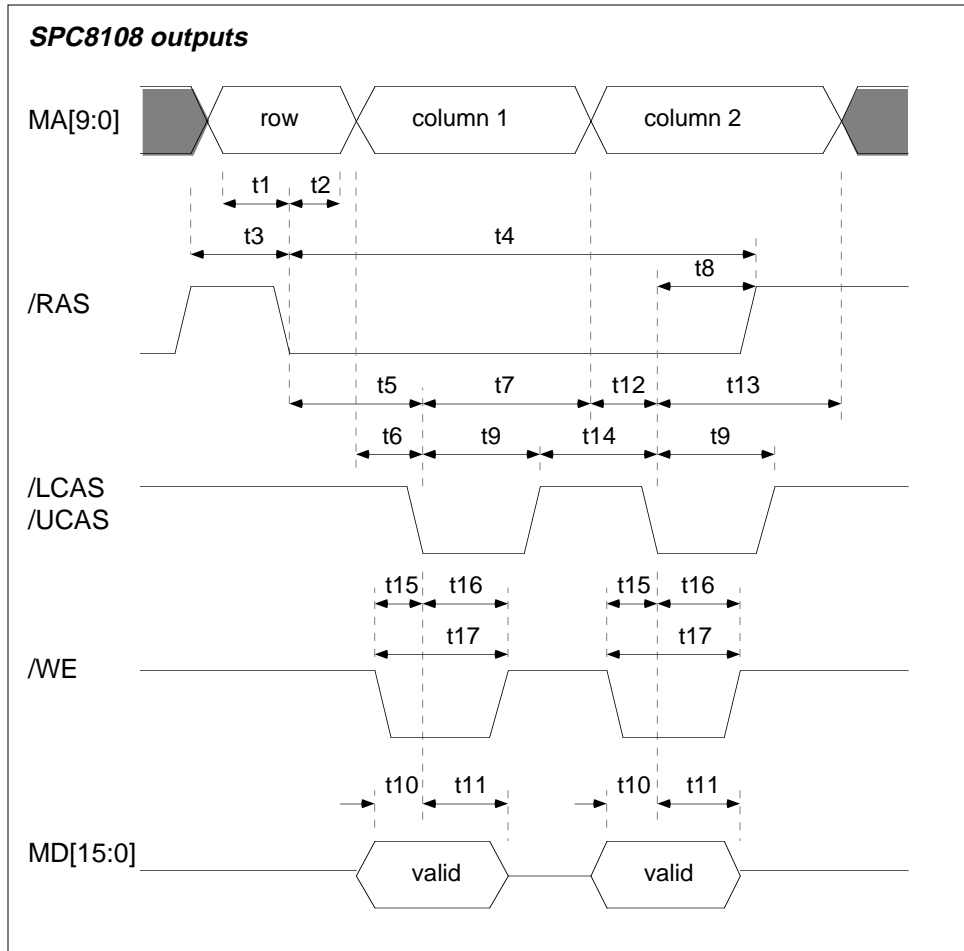 SPC8108 outputs
MA[9:0] row column 1 column 2
t1 t2
t3 t4
t8
/RAS
t5 t7 t12 t13
t6 t9 t14 t9
/LCAS
/UCAS
t15 t16 t15 t16
t17 t17
/WE
t10 t11 t10 t11
MD[15:0] valid valid